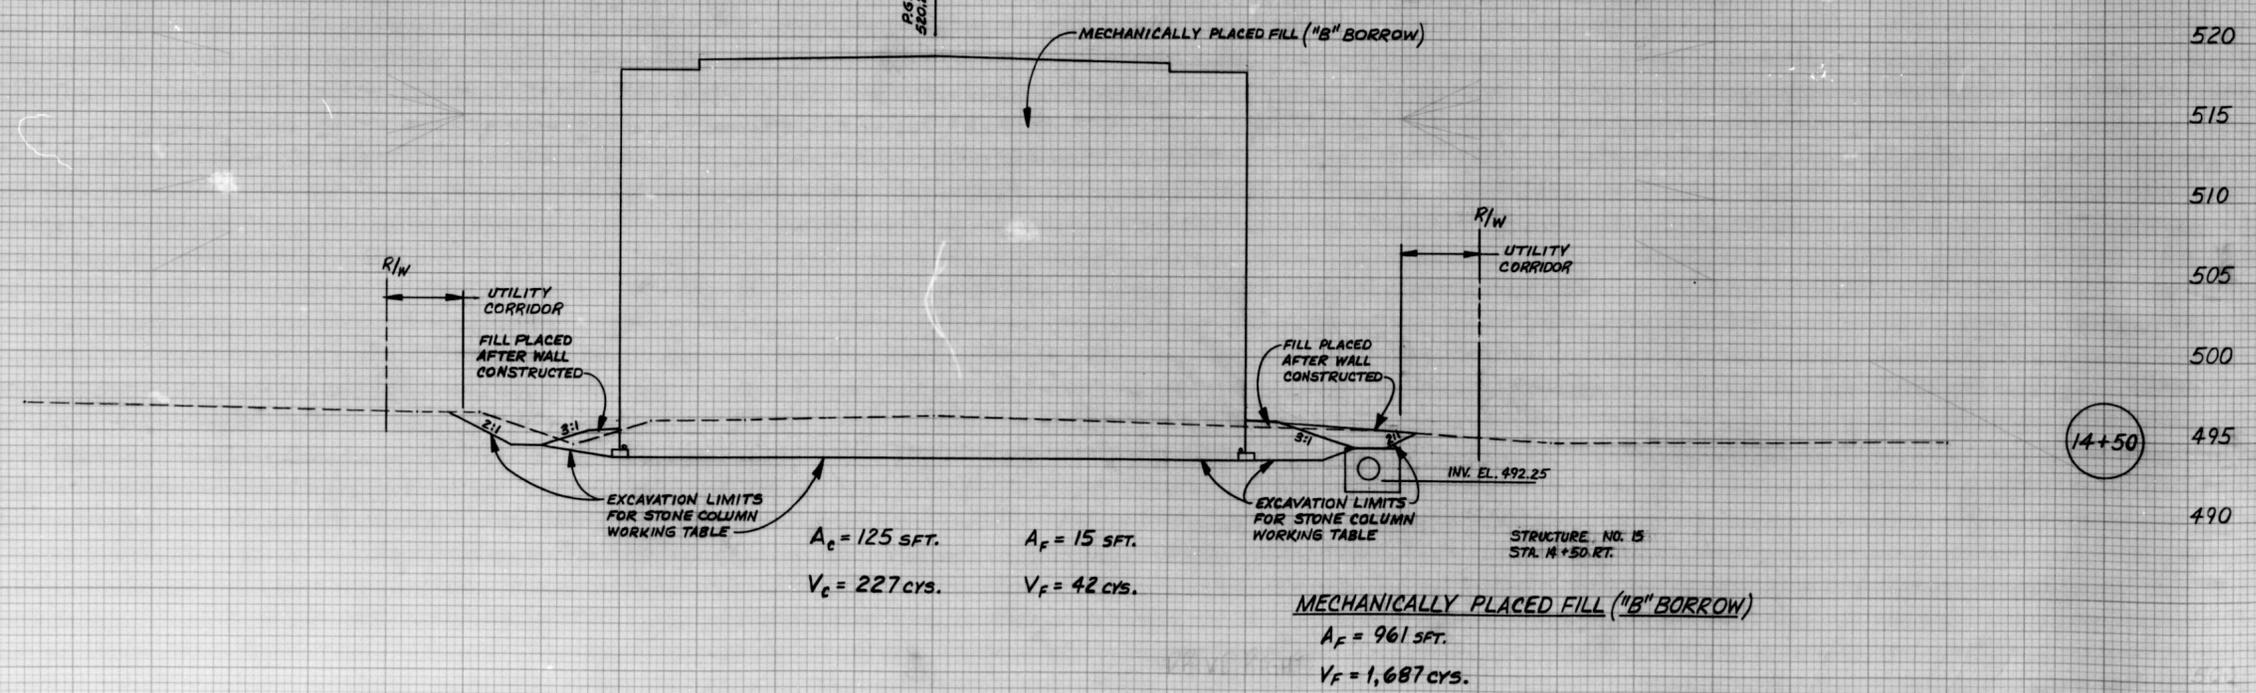 P.G.
520.
MECHANICALLY PLACED FILL ("B" BORROW)
520
515
510
505
500
495
490
R/W
UTILITY
CORRIDOR
R/W
UTILITY
CORRIDOR
FILL PLACED
AFTER WALL
CONSTRUCTED
FILL PLACED
AFTER WALL
CONSTRUCTED
2:1
3:1
3:1
2:1
14+50
INV. EL. 492.25
EXCAVATION LIMITS
FOR STONE COLUMN
WORKING TABLE
EXCAVATION LIMITS
FOR STONE COLUMN
WORKING TABLE
STRUCTURE NO. 15
STA. 14+50 RT.
Ac = 125 SFT.
AF = 15 SFT.
Vc = 227 CYS.
VF = 42 CYS.
MECHANICALLY PLACED FILL ("B" BORROW)
AF = 961 SFT.
VF = 1,687 CYS.